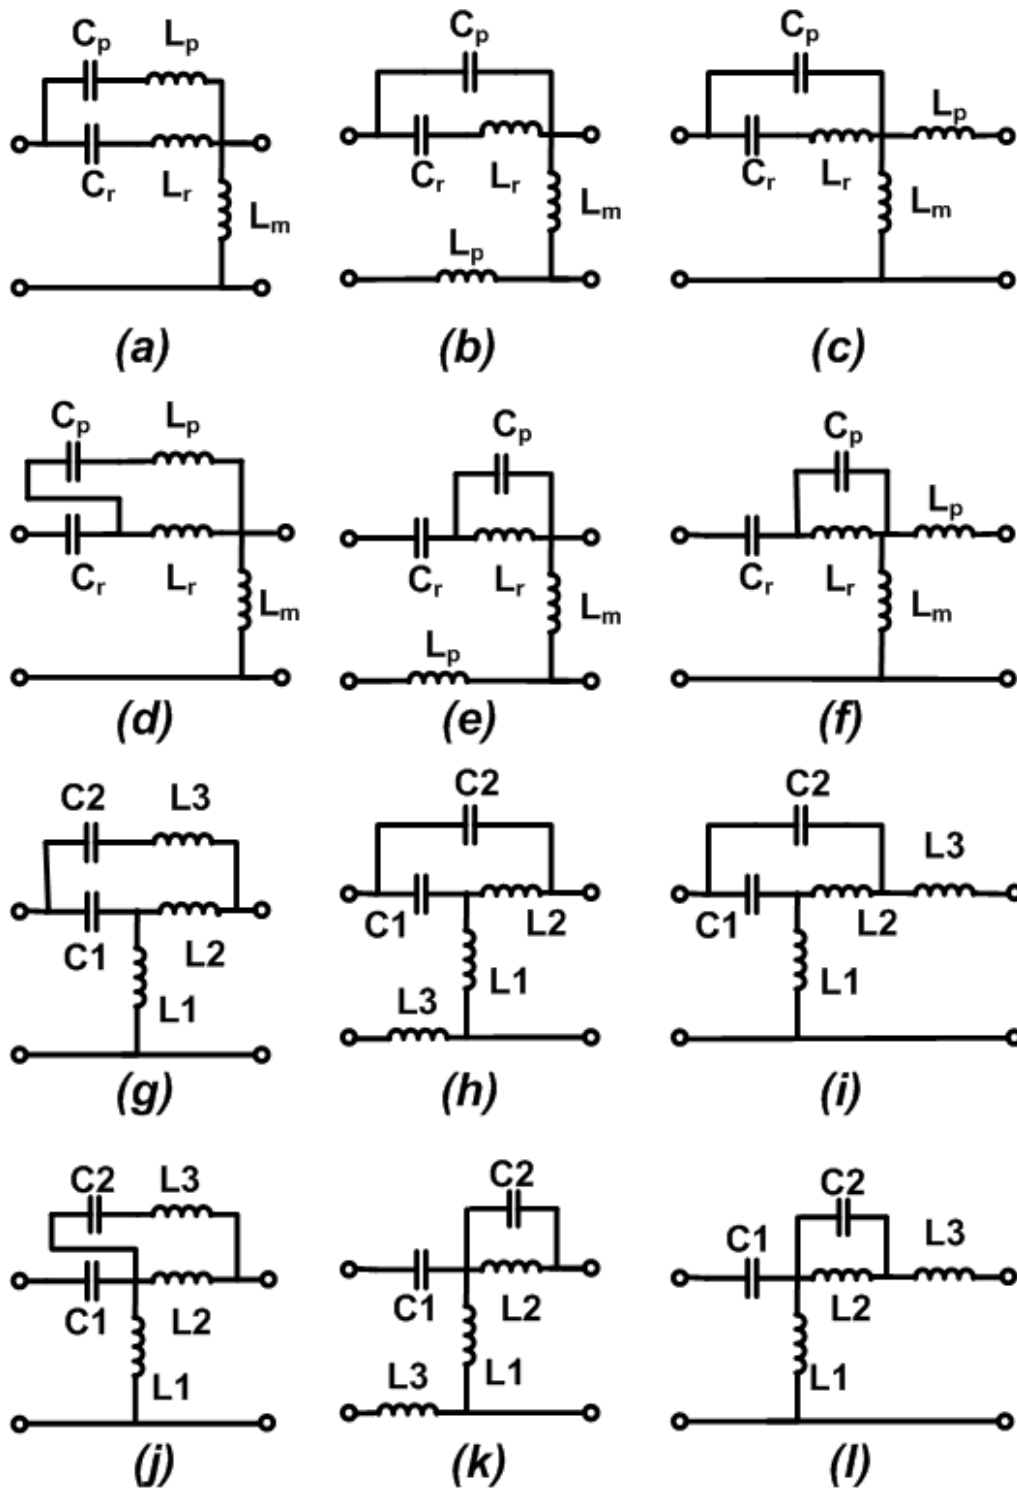 Cp Lp
Cr Lr
Lm
(a)
Cp
Cr Lr
Lm
Lp
(b)
Cp
Lp
Cr Lr
Lm
(c)
Cp Lp
Cr Lr
Lm
(d)
Cp
Cr Lr
Lm
Lp
(e)
Cp
Lp
Cr Lr
Lm
(f)
C2 L3
C1 L2
L1
(g)
C2
C1 L2
L1
L3
(h)
C2
L3
C1 L2
L1
(i)
C2 L3
C1 L2
L1
(j)
C2
C1 L2
L1
L3
(k)
C2
C1 L3
L2
L1
(l)